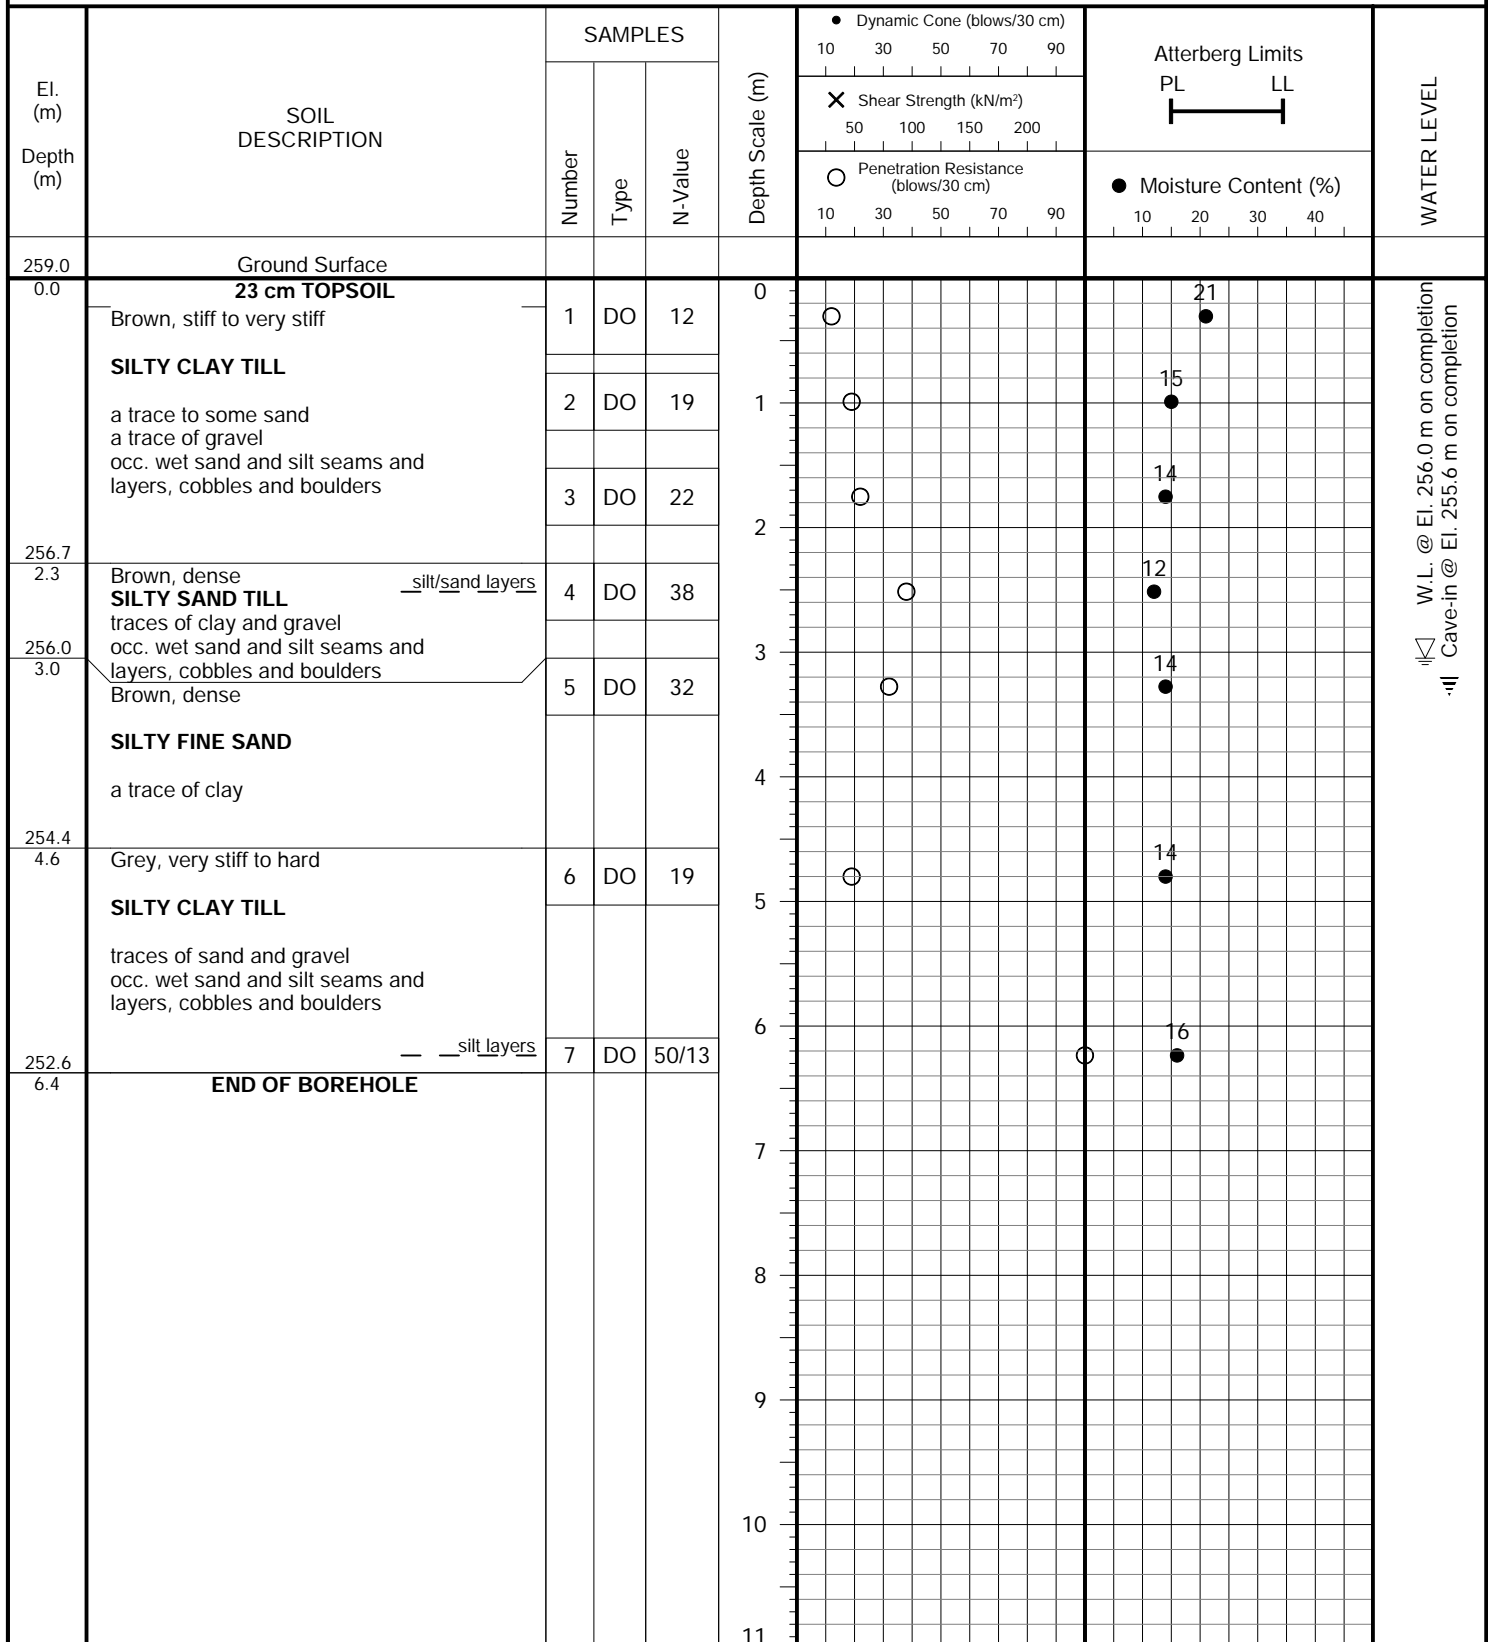 El.
(m)
Depth
(m)
SOIL
DESCRIPTION
SAMPLES
Number
Type
N-Value
Depth Scale (m)
Dynamic Cone (blows/30 cm)
10 30 50 70 90
Shear Strength (kN/m²)
50 100 150 200
Penetration Resistance
(blows/30 cm)
10 30 50 70 90
Atterberg Limits
PL LL
Moisture Content (%)
10 20 30 40
WATER LEVEL
259.0 Ground Surface
0.0 23 cm TOPSOIL 0
21
Brown, stiff to very stiff 1 DO 12
SILTY CLAY TILL
15
2 DO 19 1
a trace to some sand
a trace of gravel
occ. wet sand and silt seams and
14
layers, cobbles and boulders 3 DO 22
2
256.7
2.3 Brown, dense silt/sand layers
12
SILTY SAND TILL 4 DO 38
traces of clay and gravel
256.0 occ. wet sand and silt seams and 3
3.0 layers, cobbles and boulders
14
Brown, dense 5 DO 32
SILTY FINE SAND
4
a trace of clay
254.4
4.6 Grey, very stiff to hard
14
6 DO 19
SILTY CLAY TILL 5
traces of sand and gravel
occ. wet sand and silt seams and
layers, cobbles and boulders
6
16
silt layers 7 DO 50/13
252.6
6.4 END OF BOREHOLE
7
8
9
10
11
W.L. @ El. 256.0 m on completion
Cave-in @ El. 255.6 m on completion